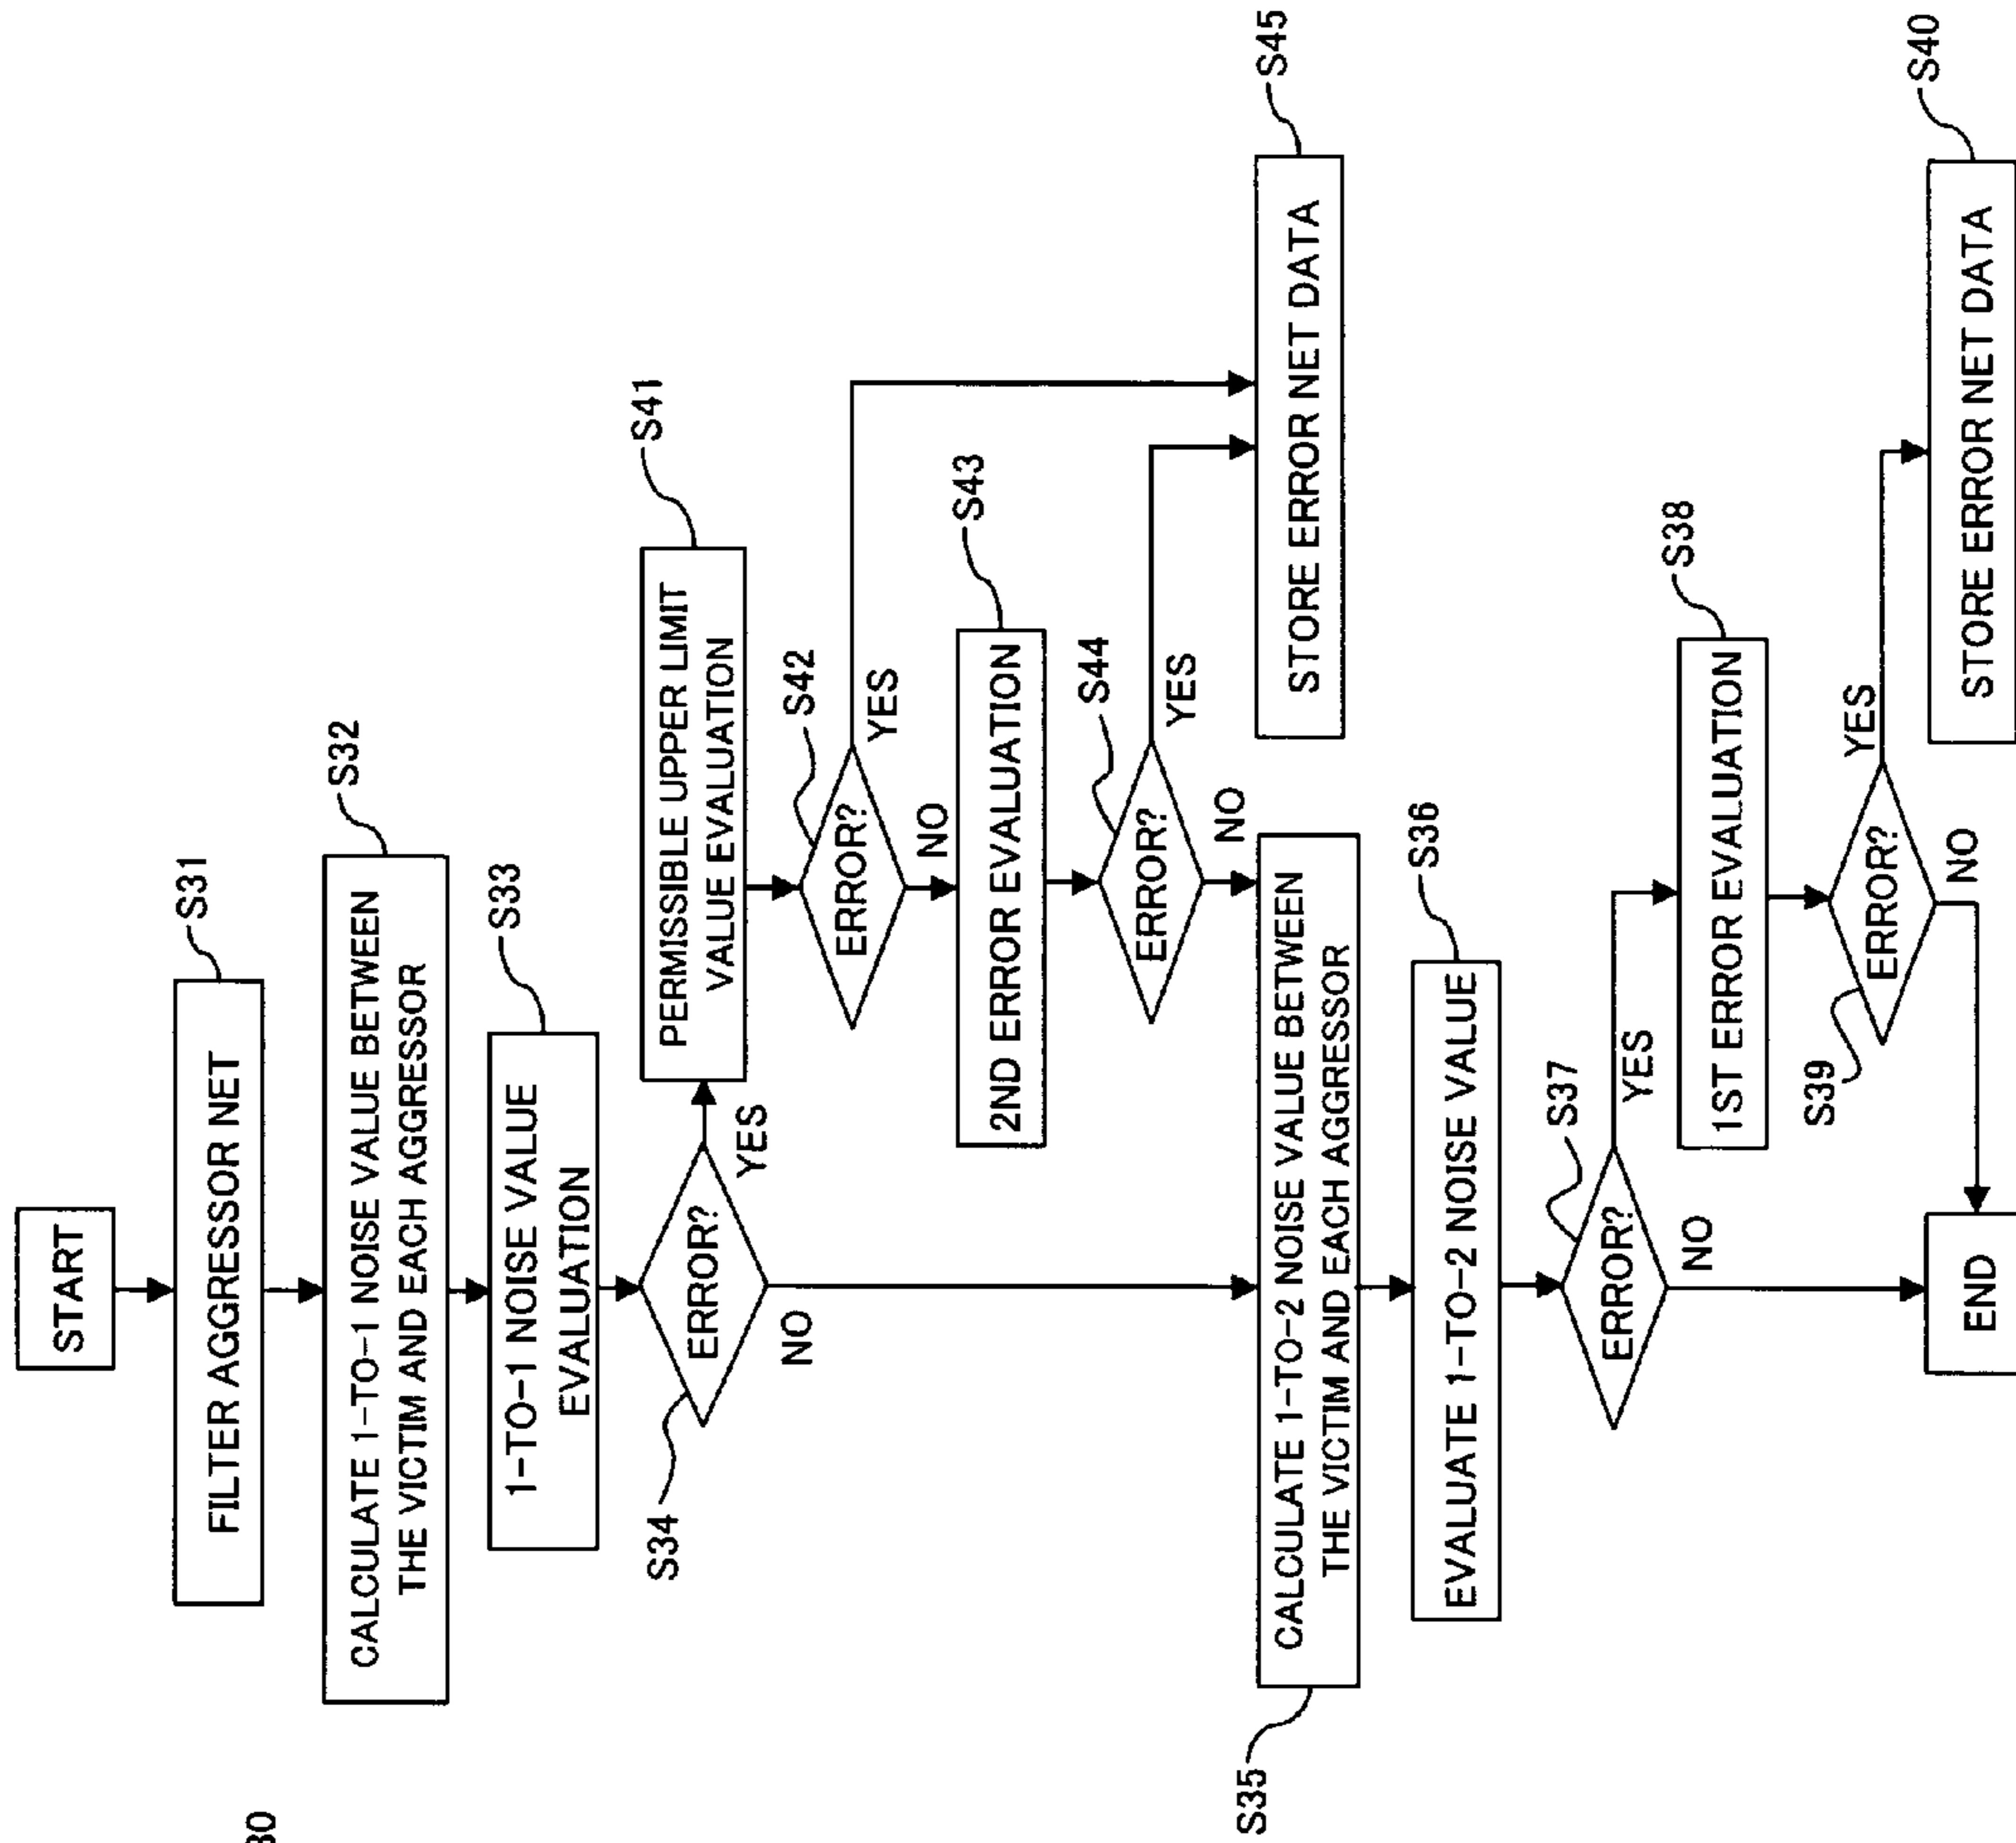 START
FILTER AGGRESSOR NET
S31
CALCULATE 1-TO-1 NOISE VALUE BETWEEN
THE VICTIM AND EACH AGGRESSOR
S32
1-TO-1 NOISE VALUE
EVALUATION
S33
ERROR?
S34
YES
NO
PERMISSIBLE UPPER LIMIT
VALUE EVALUATION
S41
ERROR?
S42
YES
NO
2ND ERROR EVALUATION
S43
ERROR?
S44
YES
NO
STORE ERROR NET DATA
S45
CALCULATE 1-TO-2 NOISE VALUE BETWEEN
THE VICTIM AND EACH AGGRESSOR
S35
EVALUATE 1-TO-2 NOISE VALUE
S36
ERROR?
S37
YES
NO
1ST ERROR EVALUATION
S38
ERROR?
S39
YES
NO
STORE ERROR NET DATA
S40
END